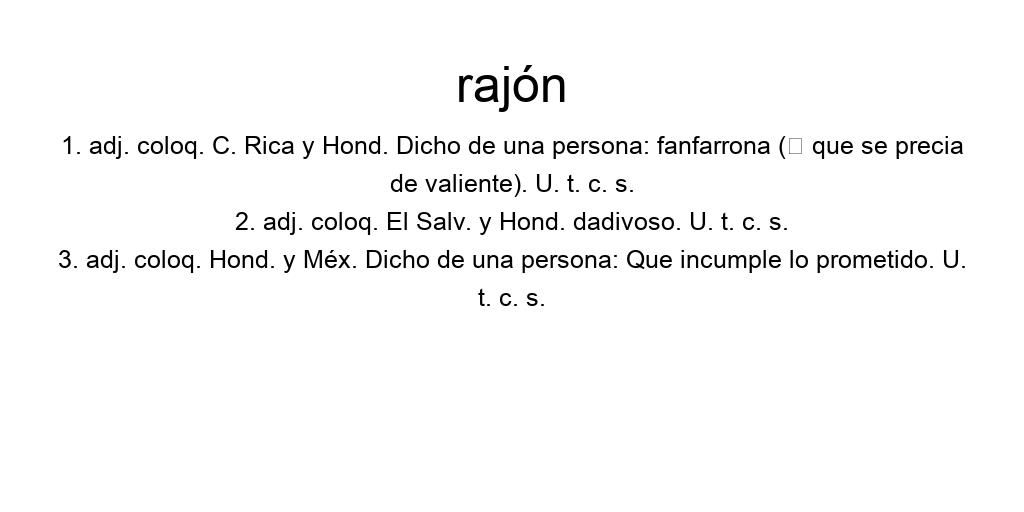 rajón
1. adj. coloq. C. Rica y Hond. Dicho de una persona: fanfarrona (□ que se precia
de valiente). U. t. c. s.
2. adj. coloq. El Salv. y Hond. dadivoso. U. t. c. s.
3. adj. coloq. Hond. y Méx. Dicho de una persona: Que incumple lo prometido. U.
t. c. s.